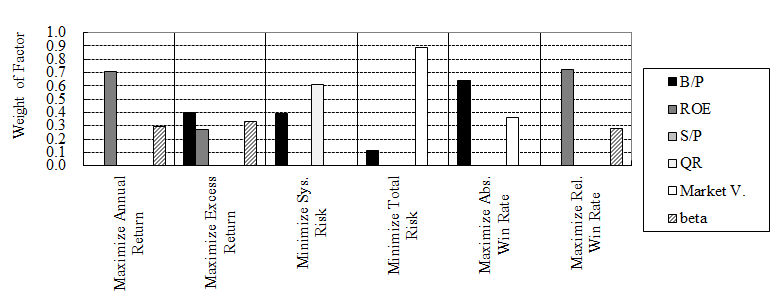 Weight of Factor
1.0
0.9
0.8
0.7
0.6
0.5
0.4
0.3
0.2
0.1
0.0
Maximize Annual
Return
Maximize Excess
Return
Minimize Sys.
Risk
Minimize Total
Risk
Maximize Abs.
Win Rate
Maximize Rel.
Win Rate
B/P
ROE
S/P
QR
Market V.
beta